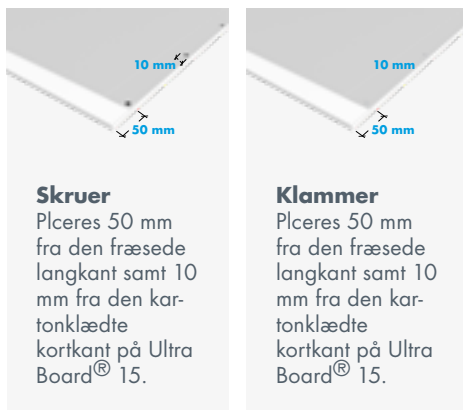 10 mm
50 mm
Skruer
Plceres 50 mm
fra den fræsede
langkant samt 10
mm fra den kar-
tonklædte
kortkant på Ultra
Board® 15.
10 mm
50 mm
Klammer
Plceres 50 mm
fra den fræsede
langkant samt 10
mm fra den kar-
tonklædte
kortkant på Ultra
Board® 15.